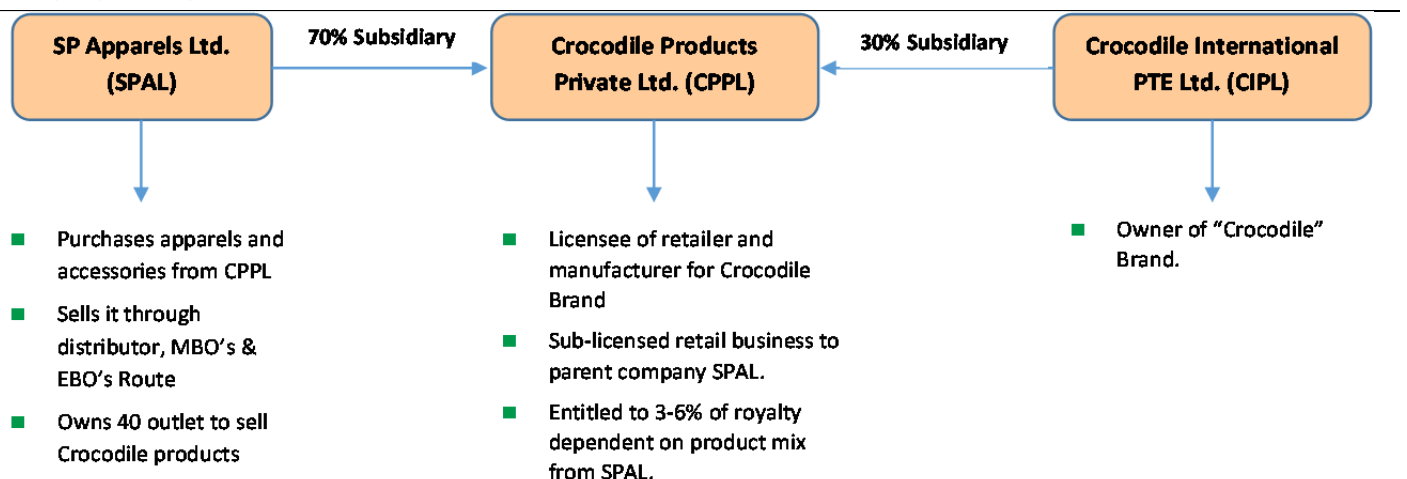 SP Apparels Ltd.
(SPAL)
70% Subsidiary
Crocodile Products
Private Ltd. (CPPL)
30% Subsidiary
Crocodile International
PTE Ltd. (CIPL)
Purchases apparels and
accessories from CPPL
Sells it through
distributor, MBO's &
EBO's Route
Owns 40 outlet to sell
Crocodile products
Licensee of retailer and
manufacturer for Crocodile
Brand
Sub-licensed retail business to
parent company SPAL.
Entitled to 3-6% of royalty
dependent on product mix
from SPAL.
Owner of “Crocodile”
Brand.